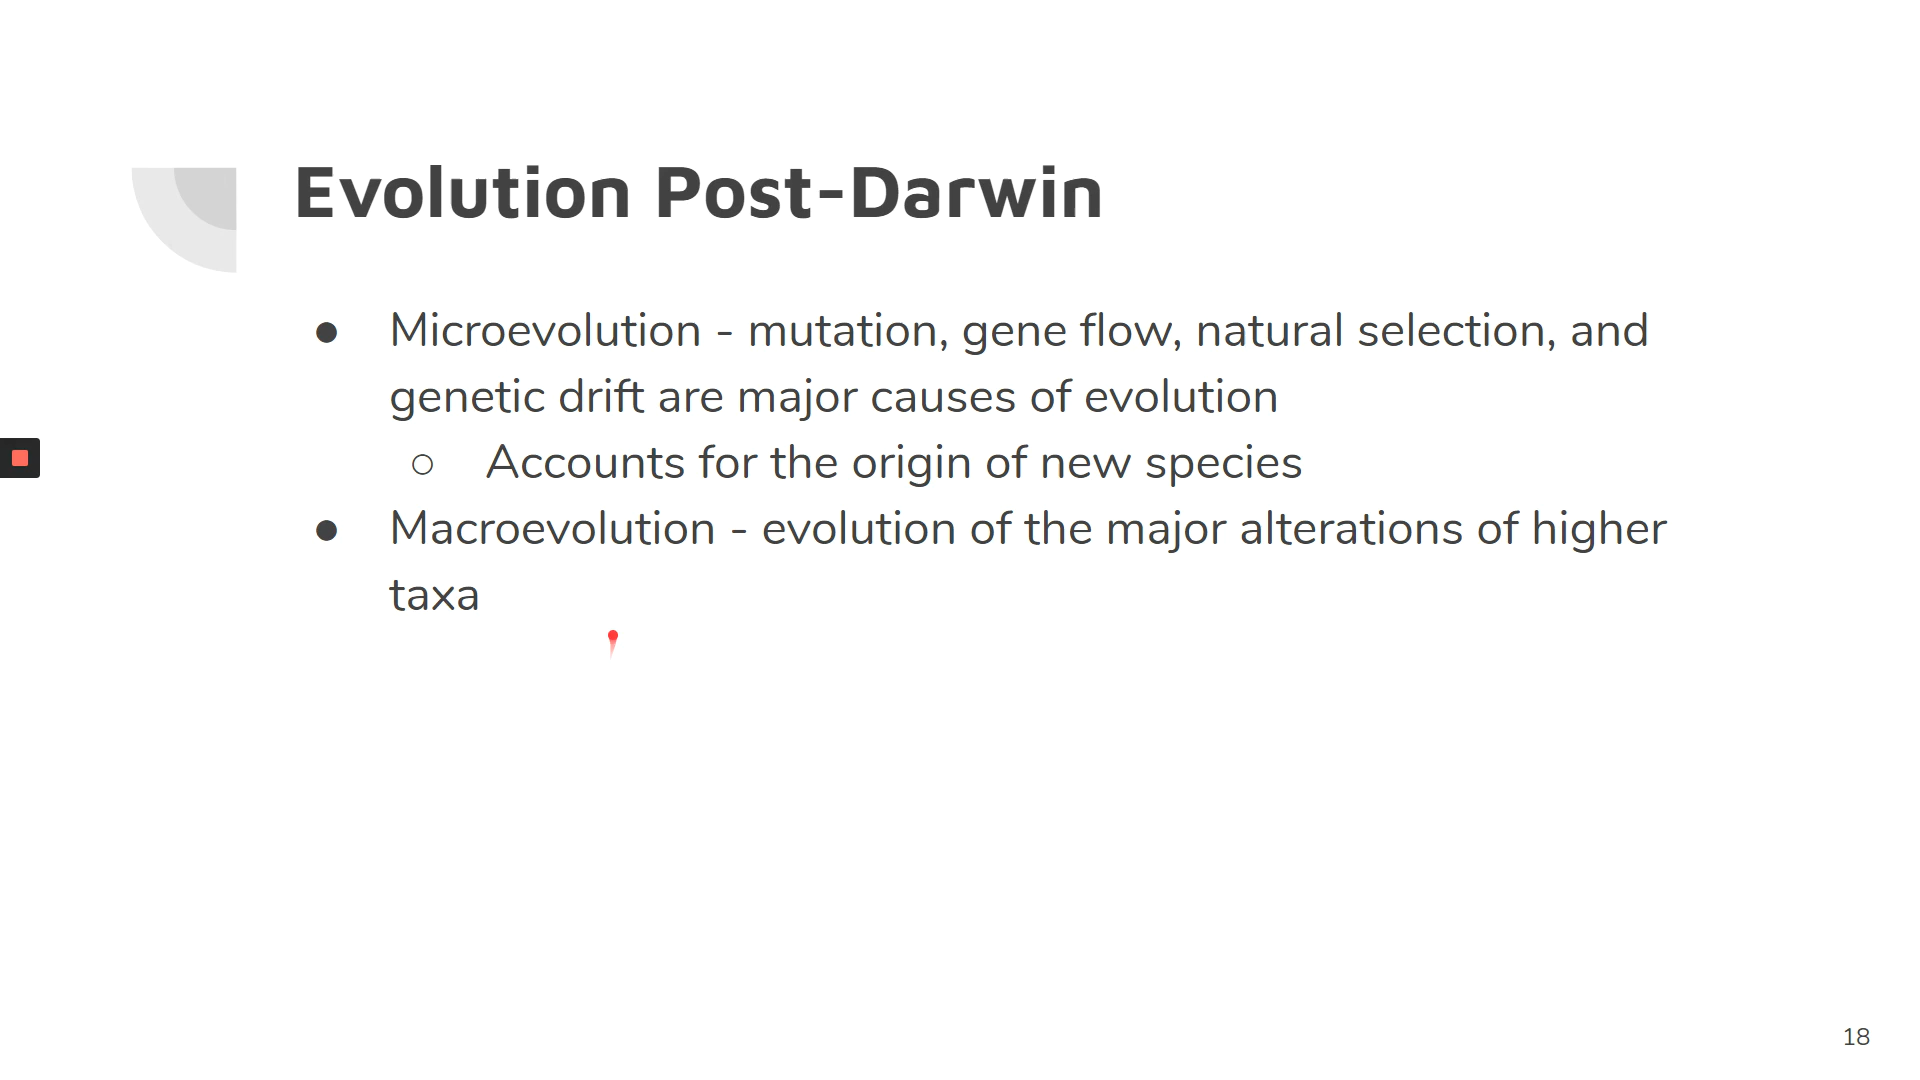 Evolution Post-Darwin
● Microevolution - mutation, gene flow, natural selection, and
genetic drift are major causes of evolution
○ Accounts for the origin of new species
● Macroevolution - evolution of the major alterations of higher
taxa
18